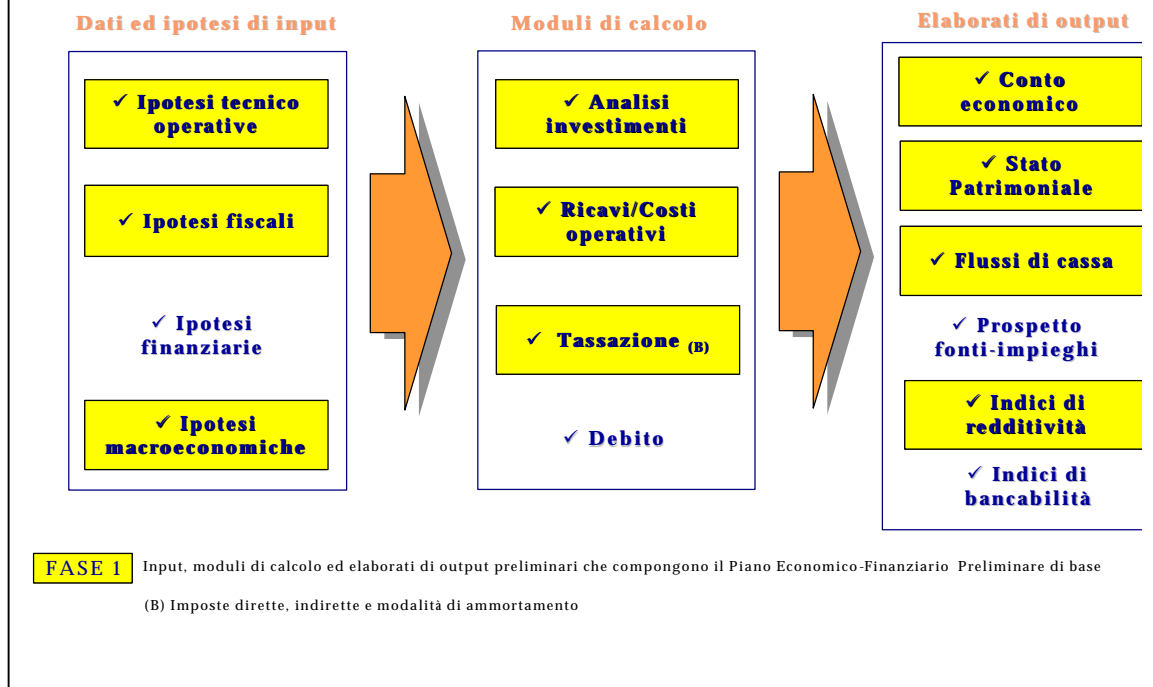 Dati ed ipotesi di input
✓ Ipotesi tecnico
operative
✓ Ipotesi fiscali
✓ Ipotesi
finanziarie
✓ Ipotesi
macroeconomiche
Moduli di calcolo
✓ Analisi
investimenti
✓ Ricavi/Costi
operativi
✓ Tassazione (B)
✓ Debito
Elaborati di output
✓ Conto
economico
✓ Stato
Patrimoniale
✓ Flussi di cassa
✓ Prospetto
fonti-impieghi
✓ Indici di
redditività
✓ Indici di
bancabilità
FASE 1 Input, moduli di calcolo ed elaborati di output preliminari che compongono il Piano Economico-Finanziario Preliminare di base
(B) Imposte dirette, indirette e modalità di ammortamento